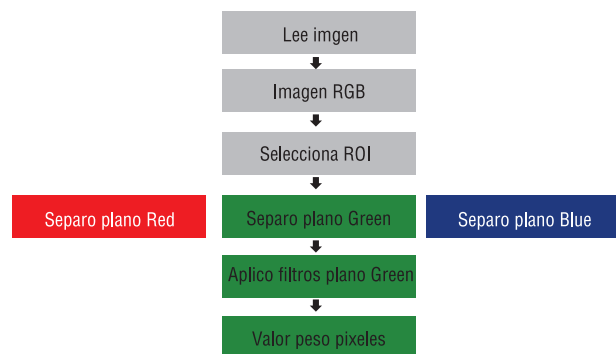 Lee imgen
Imagen RGB
Selecciona ROI
Separo plano Red
Separo plano Green
Separo plano Blue
Aplico filtros plano Green
Valor peso pixeles